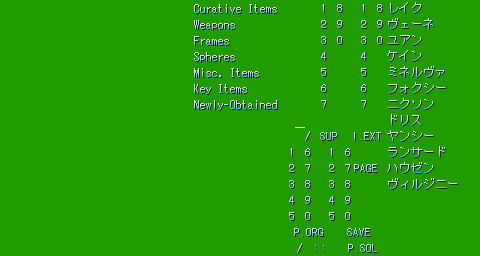 Curative Items 1 8 1 8 レイク
Weapons 2 9 2 9 ヴェーネ
Frames 3 0 3 0 ユアン
Spheres 4 4 ケイン
Misc. Items 5 5 ミネルヴァ
Key Items 6 6 フォクシー
Newly-Obtained 7 7 ニクソン
ドリス
/ SUP I.EXT ヤンシー
1 6 1 6 ランサード
2 7 2 7 PAGE ハウゼン
3 8 3 8 ヴィルジニー
4 9 4 9
5 0 5 0
P.ORG SAVE
/ :: P.SOL